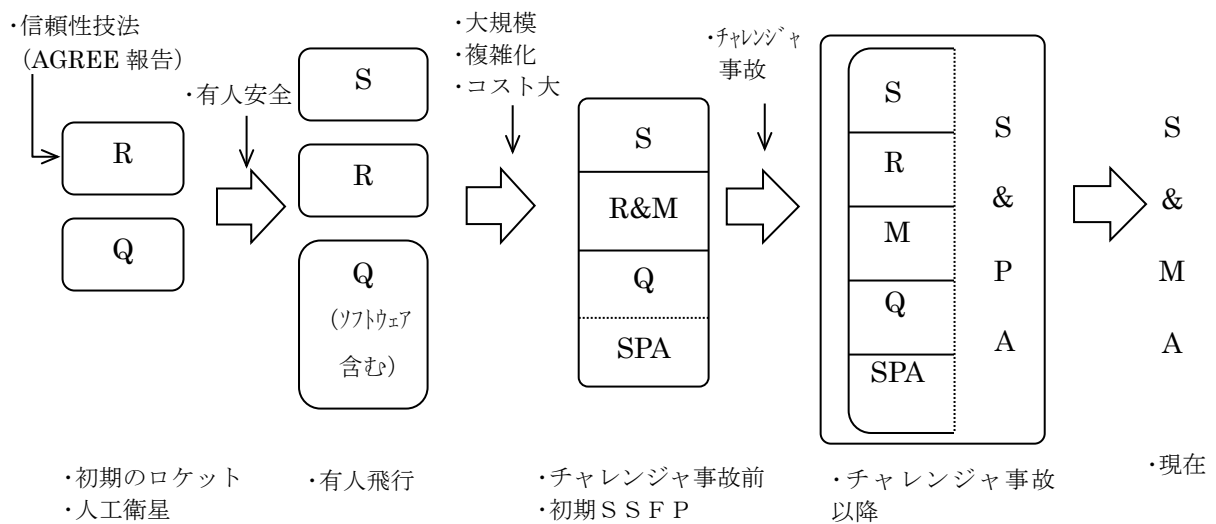 ・信頼性技法
（AGREE 報告）
R
Q
・初期のロケット
・人工衛星
・有人安全
S
R
Q
(ソフトウェア
含む)
・有人飛行
・大規模
・複雑化
・コスト大
S
R&M
Q
SPA
・チャレンジャ事故前
・初期ＳＳＦＰ
・チャレンジャ
事故
S
R
M
Q
SPA
S
&
P
A
・チャレンジャ事故
以降
S
&
M
A
・現在